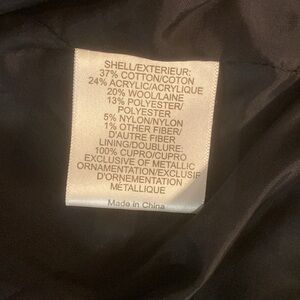 SHELL/EXTERIEUR:
37% COTTON/COTON
24% ACRYLIC/ACRYLIQUE
20% WOOL/LAINE
13% POLYESTER/
POLYESTER
5% NYLON/NYLON
1% OTHER FIBER/
D'AUTRE FIBER
LINING/DOUBLURE:
100% CUPRO/CUPRO
EXCLUSIVE OF METALLIC
ORNAMENTATION/EXCLUSIF
D'ORNEMENTATION
MÉTALLIQUE
Made in China